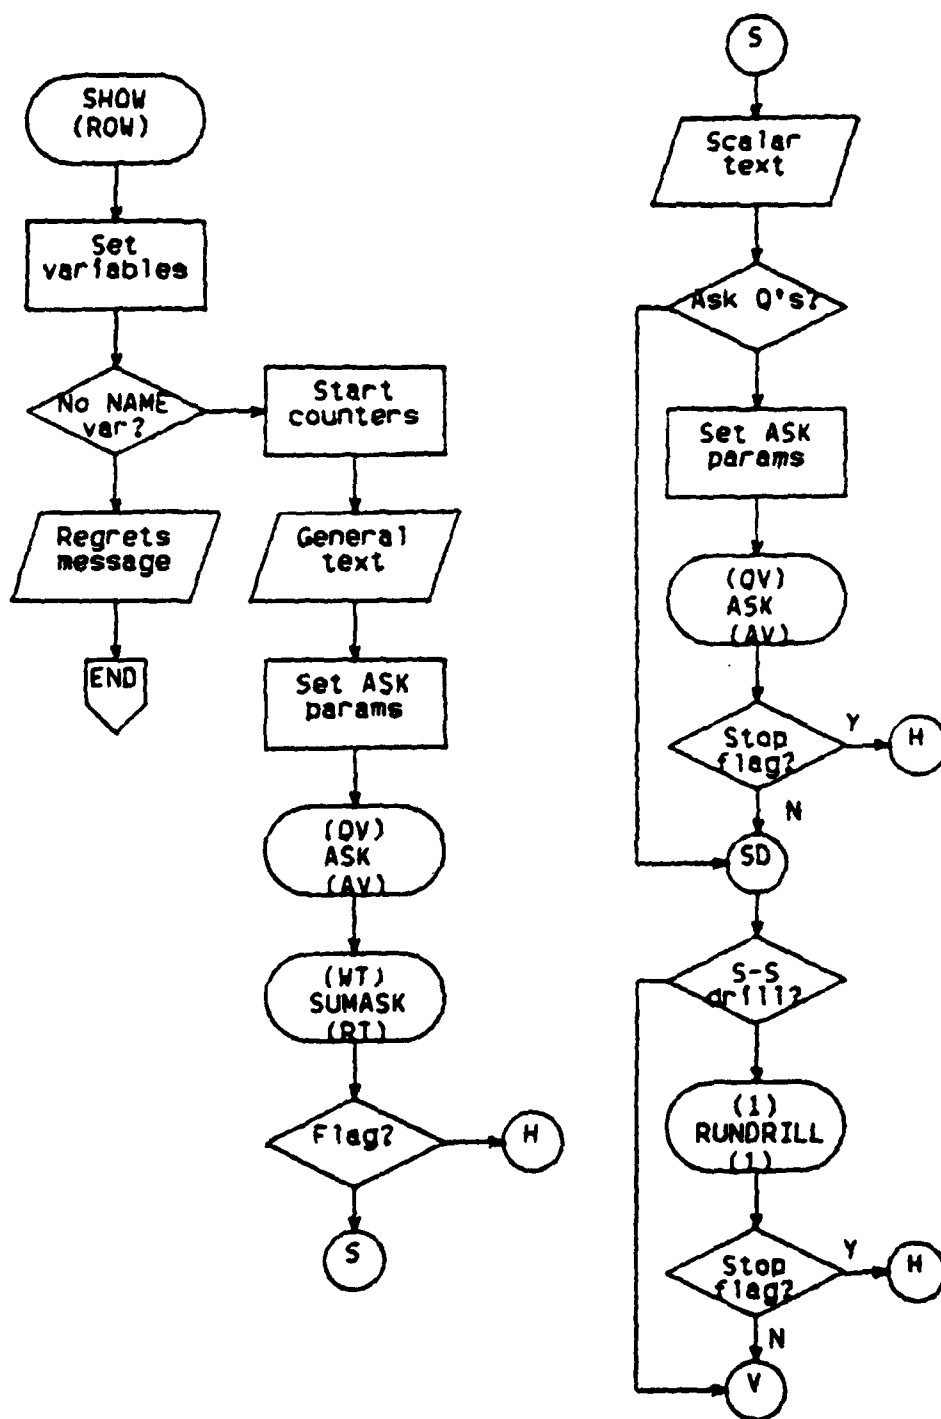 SHOW
(ROW)
Set
variables
No NAME
var?
Regrets
message
END
Start
counters
General
text
Set ASK
params
(QV)
ASK
(AV)
(WT)
SUMASK
(RT)
Flag?
H
S
S
Scalar
text
Ask Q's?
Set ASK
params
(QV)
ASK
(AV)
Stop
flag?
Y
H
N
SD
S-S
drill?
(1)
RUNDRILL
(1)
Stop
flag?
Y
H
N
V